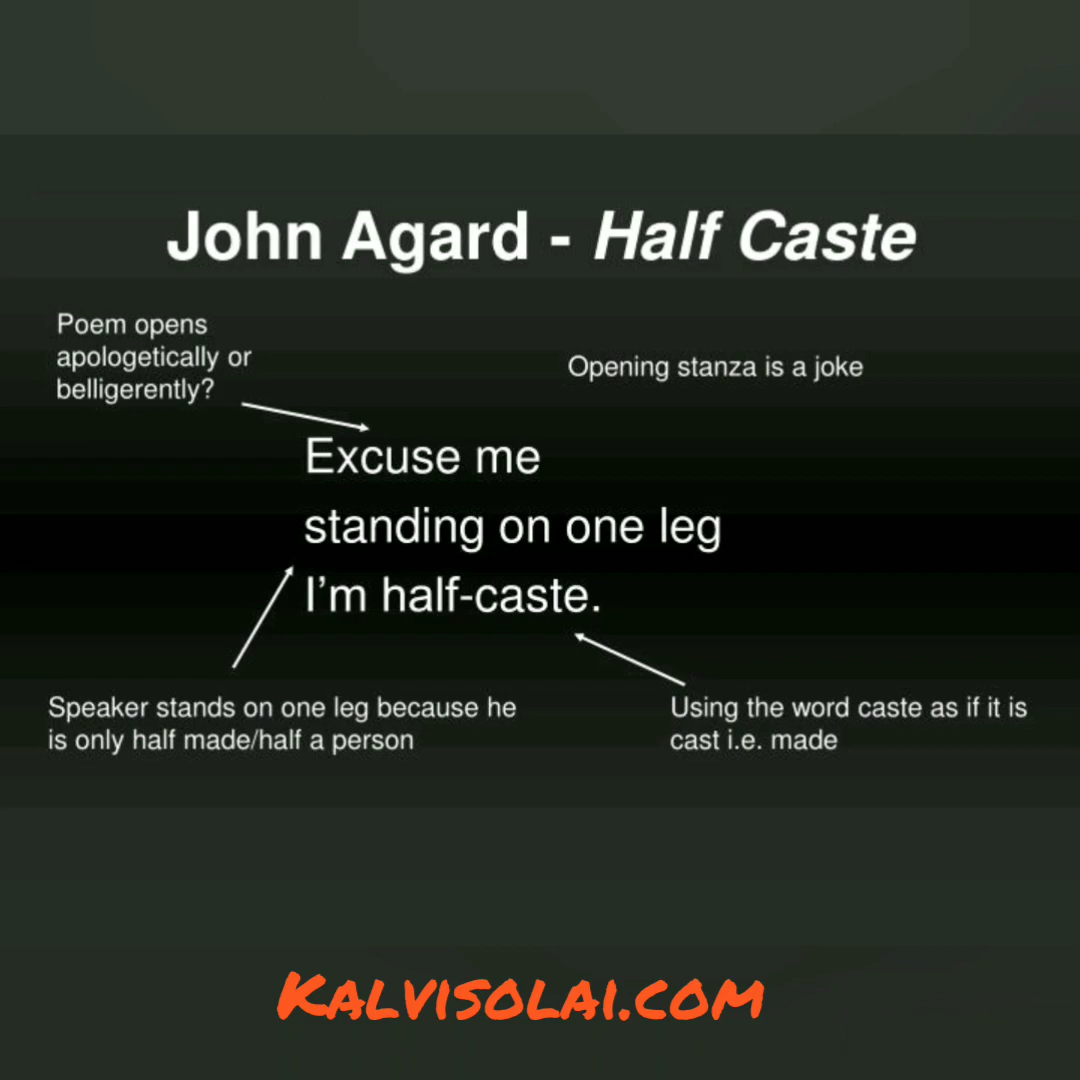 John Agard - Half Caste
Poem opens
apologetically or
belligerently?
Opening stanza is a joke
Excuse me
standing on one leg
I’m half-caste.
Speaker stands on one leg because he
is only half made/half a person
Using the word caste as if it is
cast i.e. made
Kalvisolai.com